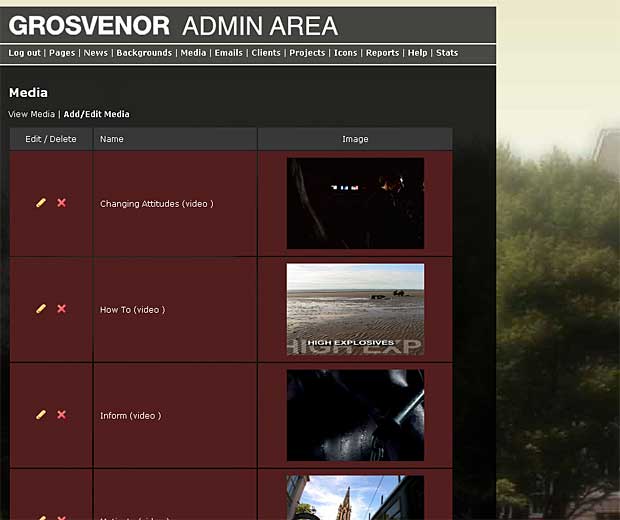 GROSVENOR ADMIN AREA
Log out | Pages | News | Backgrounds | Media | Emails | Clients | Projects | Icons | Reports | Help | Stats
Media
View Media | Add/Edit Media
Edit / Delete Name Image
Changing Attitudes (video )
How To (video )
HIGH EXPLOSIVES
HIGH EXP
Inform (video )